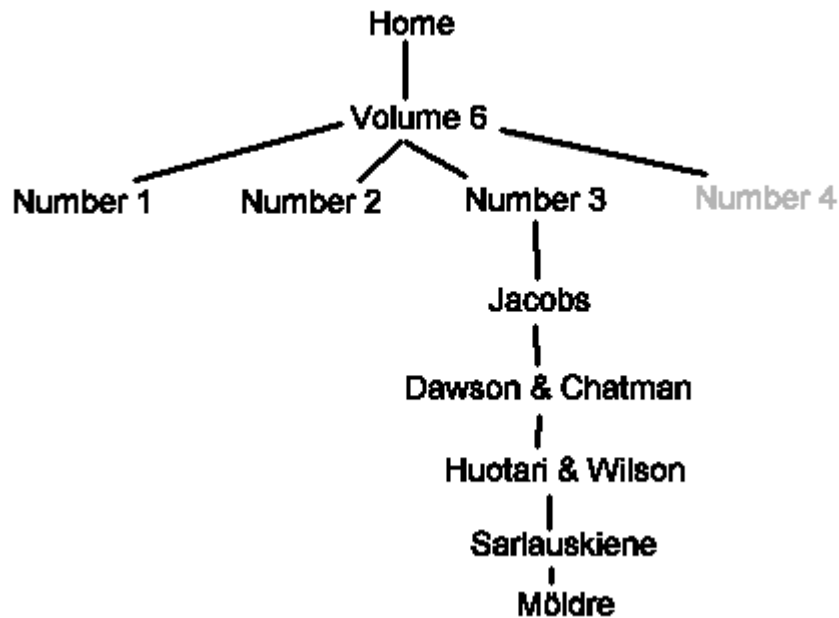 Home
Volume 6
Number 1 Number 2 Number 3 Number 4
Jacobs
Dawson & Chatman
Huotari & Wilson
Sarlauskiene
Möldre